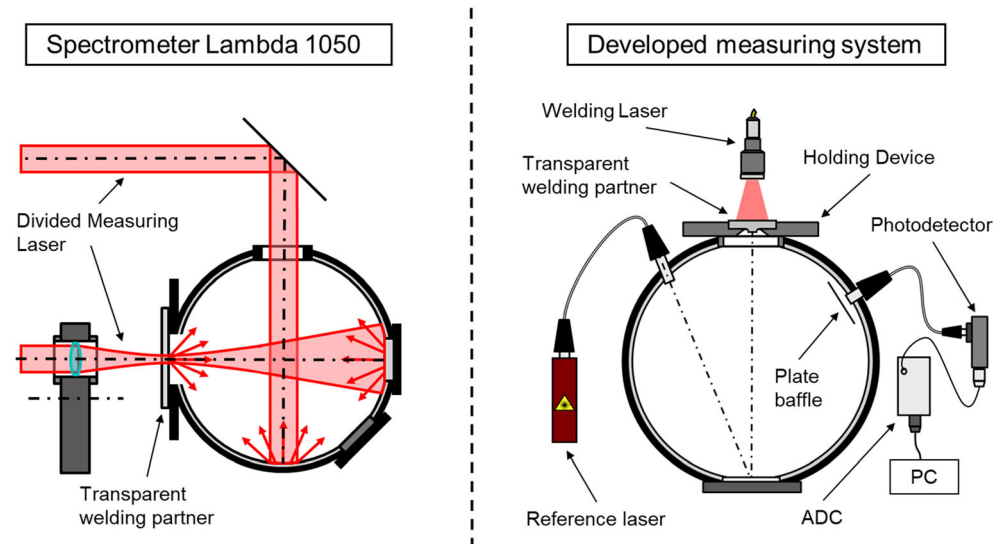 Spectrometer Lambda 1050
Divided Measuring
Laser
Transparent
welding partner
Developed measuring system
Welding Laser
Transparent
welding partner
Holding Device
Photodetector
Plate
baffle
Reference laser
ADC
PC